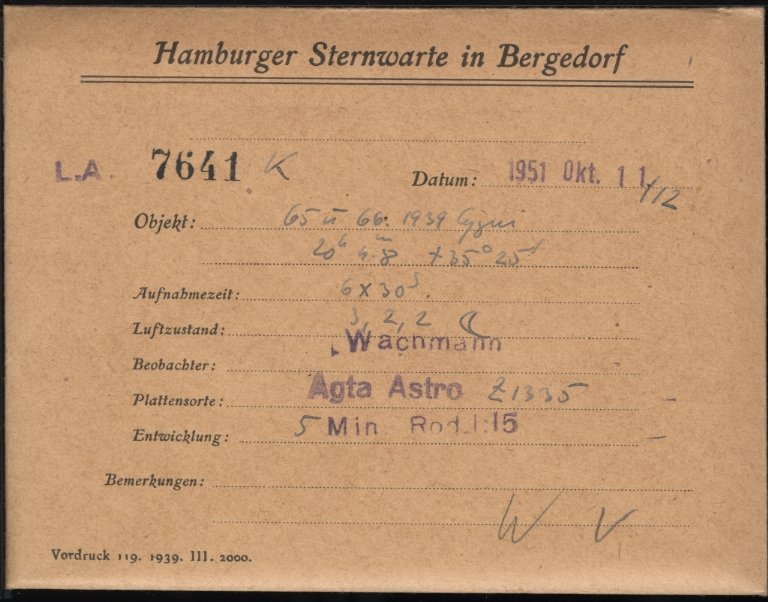 Hamburger Sternwarte in Bergedorf
L.A. 7641 K Datum: 1951 Okt. 11/12
Objekt: 65 u 66. 1939 Cygni
20h 4.m8 +35° 25'
Aufnahmezeit: 6x30s.
Luftzustand: 3, 2, 2
Beobachter: Wachmann
Plattensorte: Agfa Astro Z1335
Entwicklung: 5 Min Rod. 1:15
Bemerkungen:
W V
Vordruck 119. 1939. III. 2000.